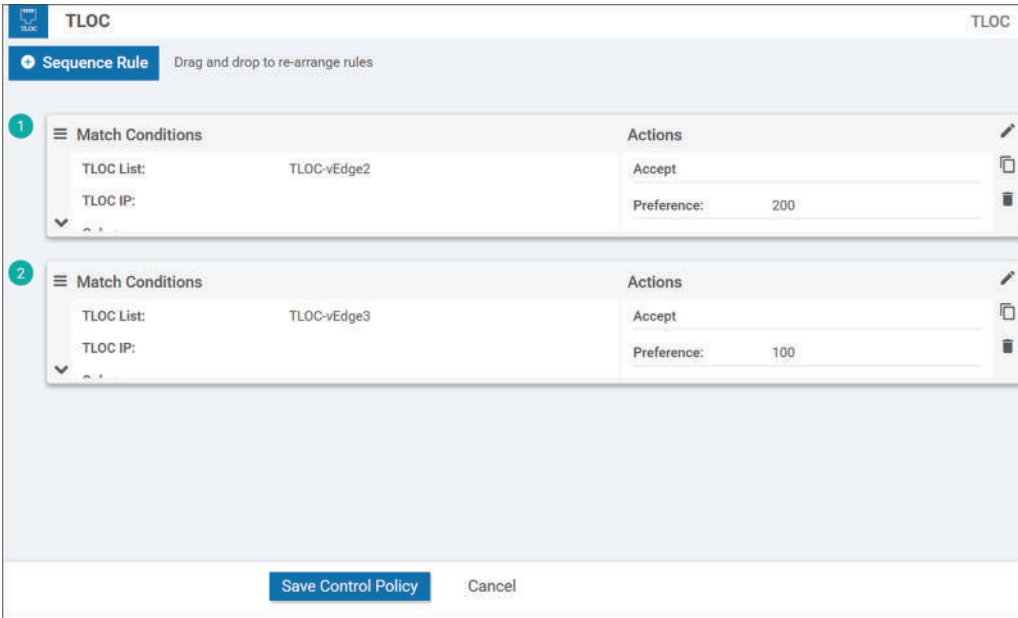 TLOC TLOC TLOC
Sequence Rule Drag and drop to re-arrange rules
1
Match Conditions Actions
TLOC List: TLOC-vEdge2 Accept
TLOC IP:
Preference: 200
2
Match Conditions Actions
TLOC List: TLOC-vEdge3 Accept
TLOC IP:
Preference: 100
Save Control Policy Cancel